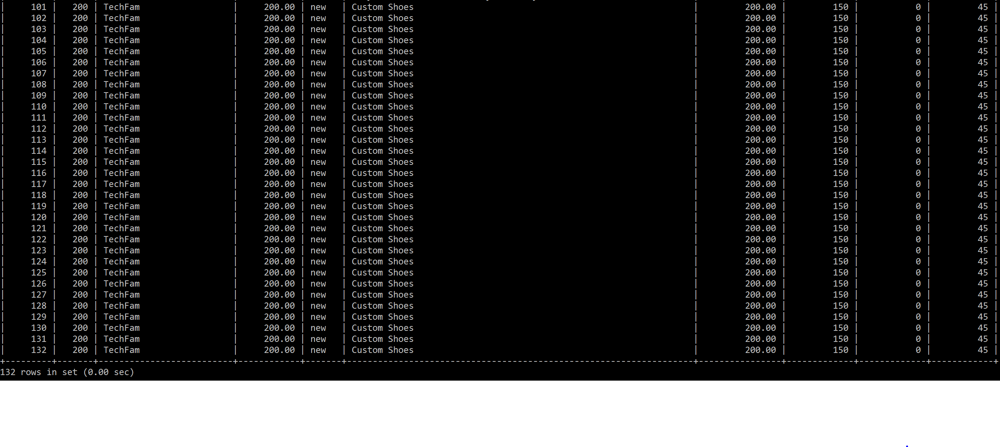 | 101 | 200 | TechFam | 200.00 | new | Custom Shoes | 200.00 | 150 | 0 | 45 |
| 102 | 200 | TechFam | 200.00 | new | Custom Shoes | 200.00 | 150 | 0 | 45 |
| 103 | 200 | TechFam | 200.00 | new | Custom Shoes | 200.00 | 150 | 0 | 45 |
| 104 | 200 | TechFam | 200.00 | new | Custom Shoes | 200.00 | 150 | 0 | 45 |
| 105 | 200 | TechFam | 200.00 | new | Custom Shoes | 200.00 | 150 | 0 | 45 |
| 106 | 200 | TechFam | 200.00 | new | Custom Shoes | 200.00 | 150 | 0 | 45 |
| 107 | 200 | TechFam | 200.00 | new | Custom Shoes | 200.00 | 150 | 0 | 45 |
| 108 | 200 | TechFam | 200.00 | new | Custom Shoes | 200.00 | 150 | 0 | 45 |
| 109 | 200 | TechFam | 200.00 | new | Custom Shoes | 200.00 | 150 | 0 | 45 |
| 110 | 200 | TechFam | 200.00 | new | Custom Shoes | 200.00 | 150 | 0 | 45 |
| 111 | 200 | TechFam | 200.00 | new | Custom Shoes | 200.00 | 150 | 0 | 45 |
| 112 | 200 | TechFam | 200.00 | new | Custom Shoes | 200.00 | 150 | 0 | 45 |
| 113 | 200 | TechFam | 200.00 | new | Custom Shoes | 200.00 | 150 | 0 | 45 |
| 114 | 200 | TechFam | 200.00 | new | Custom Shoes | 200.00 | 150 | 0 | 45 |
| 115 | 200 | TechFam | 200.00 | new | Custom Shoes | 200.00 | 150 | 0 | 45 |
| 116 | 200 | TechFam | 200.00 | new | Custom Shoes | 200.00 | 150 | 0 | 45 |
| 117 | 200 | TechFam | 200.00 | new | Custom Shoes | 200.00 | 150 | 0 | 45 |
| 118 | 200 | TechFam | 200.00 | new | Custom Shoes | 200.00 | 150 | 0 | 45 |
| 119 | 200 | TechFam | 200.00 | new | Custom Shoes | 200.00 | 150 | 0 | 45 |
| 120 | 200 | TechFam | 200.00 | new | Custom Shoes | 200.00 | 150 | 0 | 45 |
| 121 | 200 | TechFam | 200.00 | new | Custom Shoes | 200.00 | 150 | 0 | 45 |
| 122 | 200 | TechFam | 200.00 | new | Custom Shoes | 200.00 | 150 | 0 | 45 |
| 123 | 200 | TechFam | 200.00 | new | Custom Shoes | 200.00 | 150 | 0 | 45 |
| 124 | 200 | TechFam | 200.00 | new | Custom Shoes | 200.00 | 150 | 0 | 45 |
| 125 | 200 | TechFam | 200.00 | new | Custom Shoes | 200.00 | 150 | 0 | 45 |
| 126 | 200 | TechFam | 200.00 | new | Custom Shoes | 200.00 | 150 | 0 | 45 |
| 127 | 200 | TechFam | 200.00 | new | Custom Shoes | 200.00 | 150 | 0 | 45 |
| 128 | 200 | TechFam | 200.00 | new | Custom Shoes | 200.00 | 150 | 0 | 45 |
| 129 | 200 | TechFam | 200.00 | new | Custom Shoes | 200.00 | 150 | 0 | 45 |
| 130 | 200 | TechFam | 200.00 | new | Custom Shoes | 200.00 | 150 | 0 | 45 |
| 131 | 200 | TechFam | 200.00 | new | Custom Shoes | 200.00 | 150 | 0 | 45 |
| 132 | 200 | TechFam | 200.00 | new | Custom Shoes | 200.00 | 150 | 0 | 45 |
132 rows in set (0.00 sec)